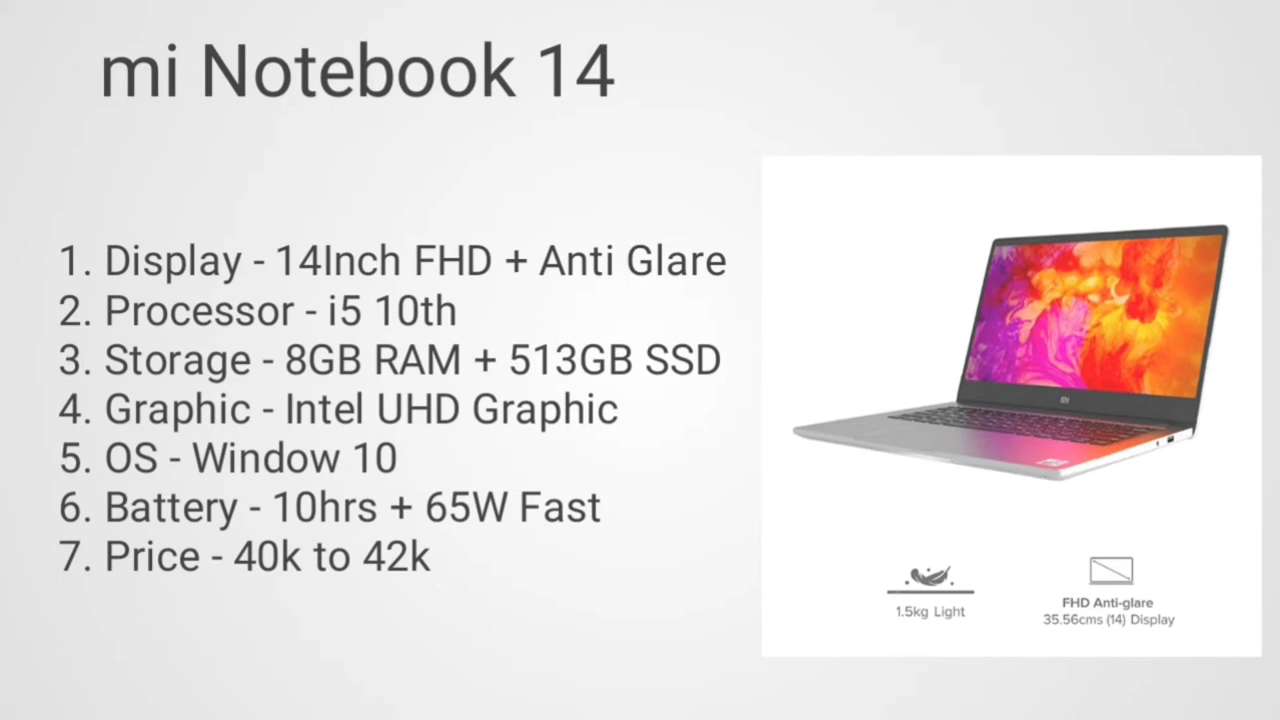 mi Notebook 14
1. Display - 14Inch FHD + Anti Glare
2. Processor - i5 10th
3. Storage - 8GB RAM + 513GB SSD
4. Graphic - Intel UHD Graphic
5. OS - Window 10
6. Battery - 10hrs + 65W Fast
7. Price - 40k to 42k
mi
1.5kg Light
FHD Anti-glare
35.56cms (14) Display